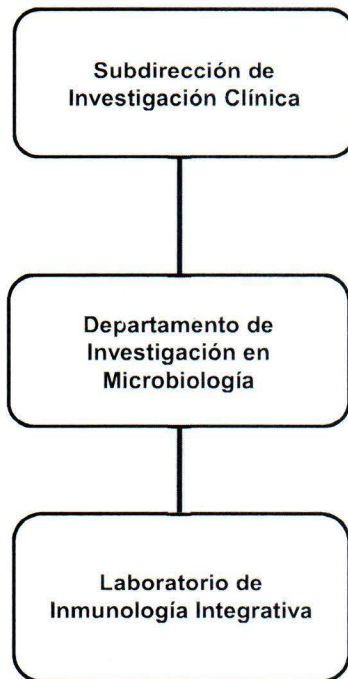 Subdirección de
Investigación Clínica
Departamento de
Investigación en
Microbiología
Laboratorio de
Inmunología Integrativa